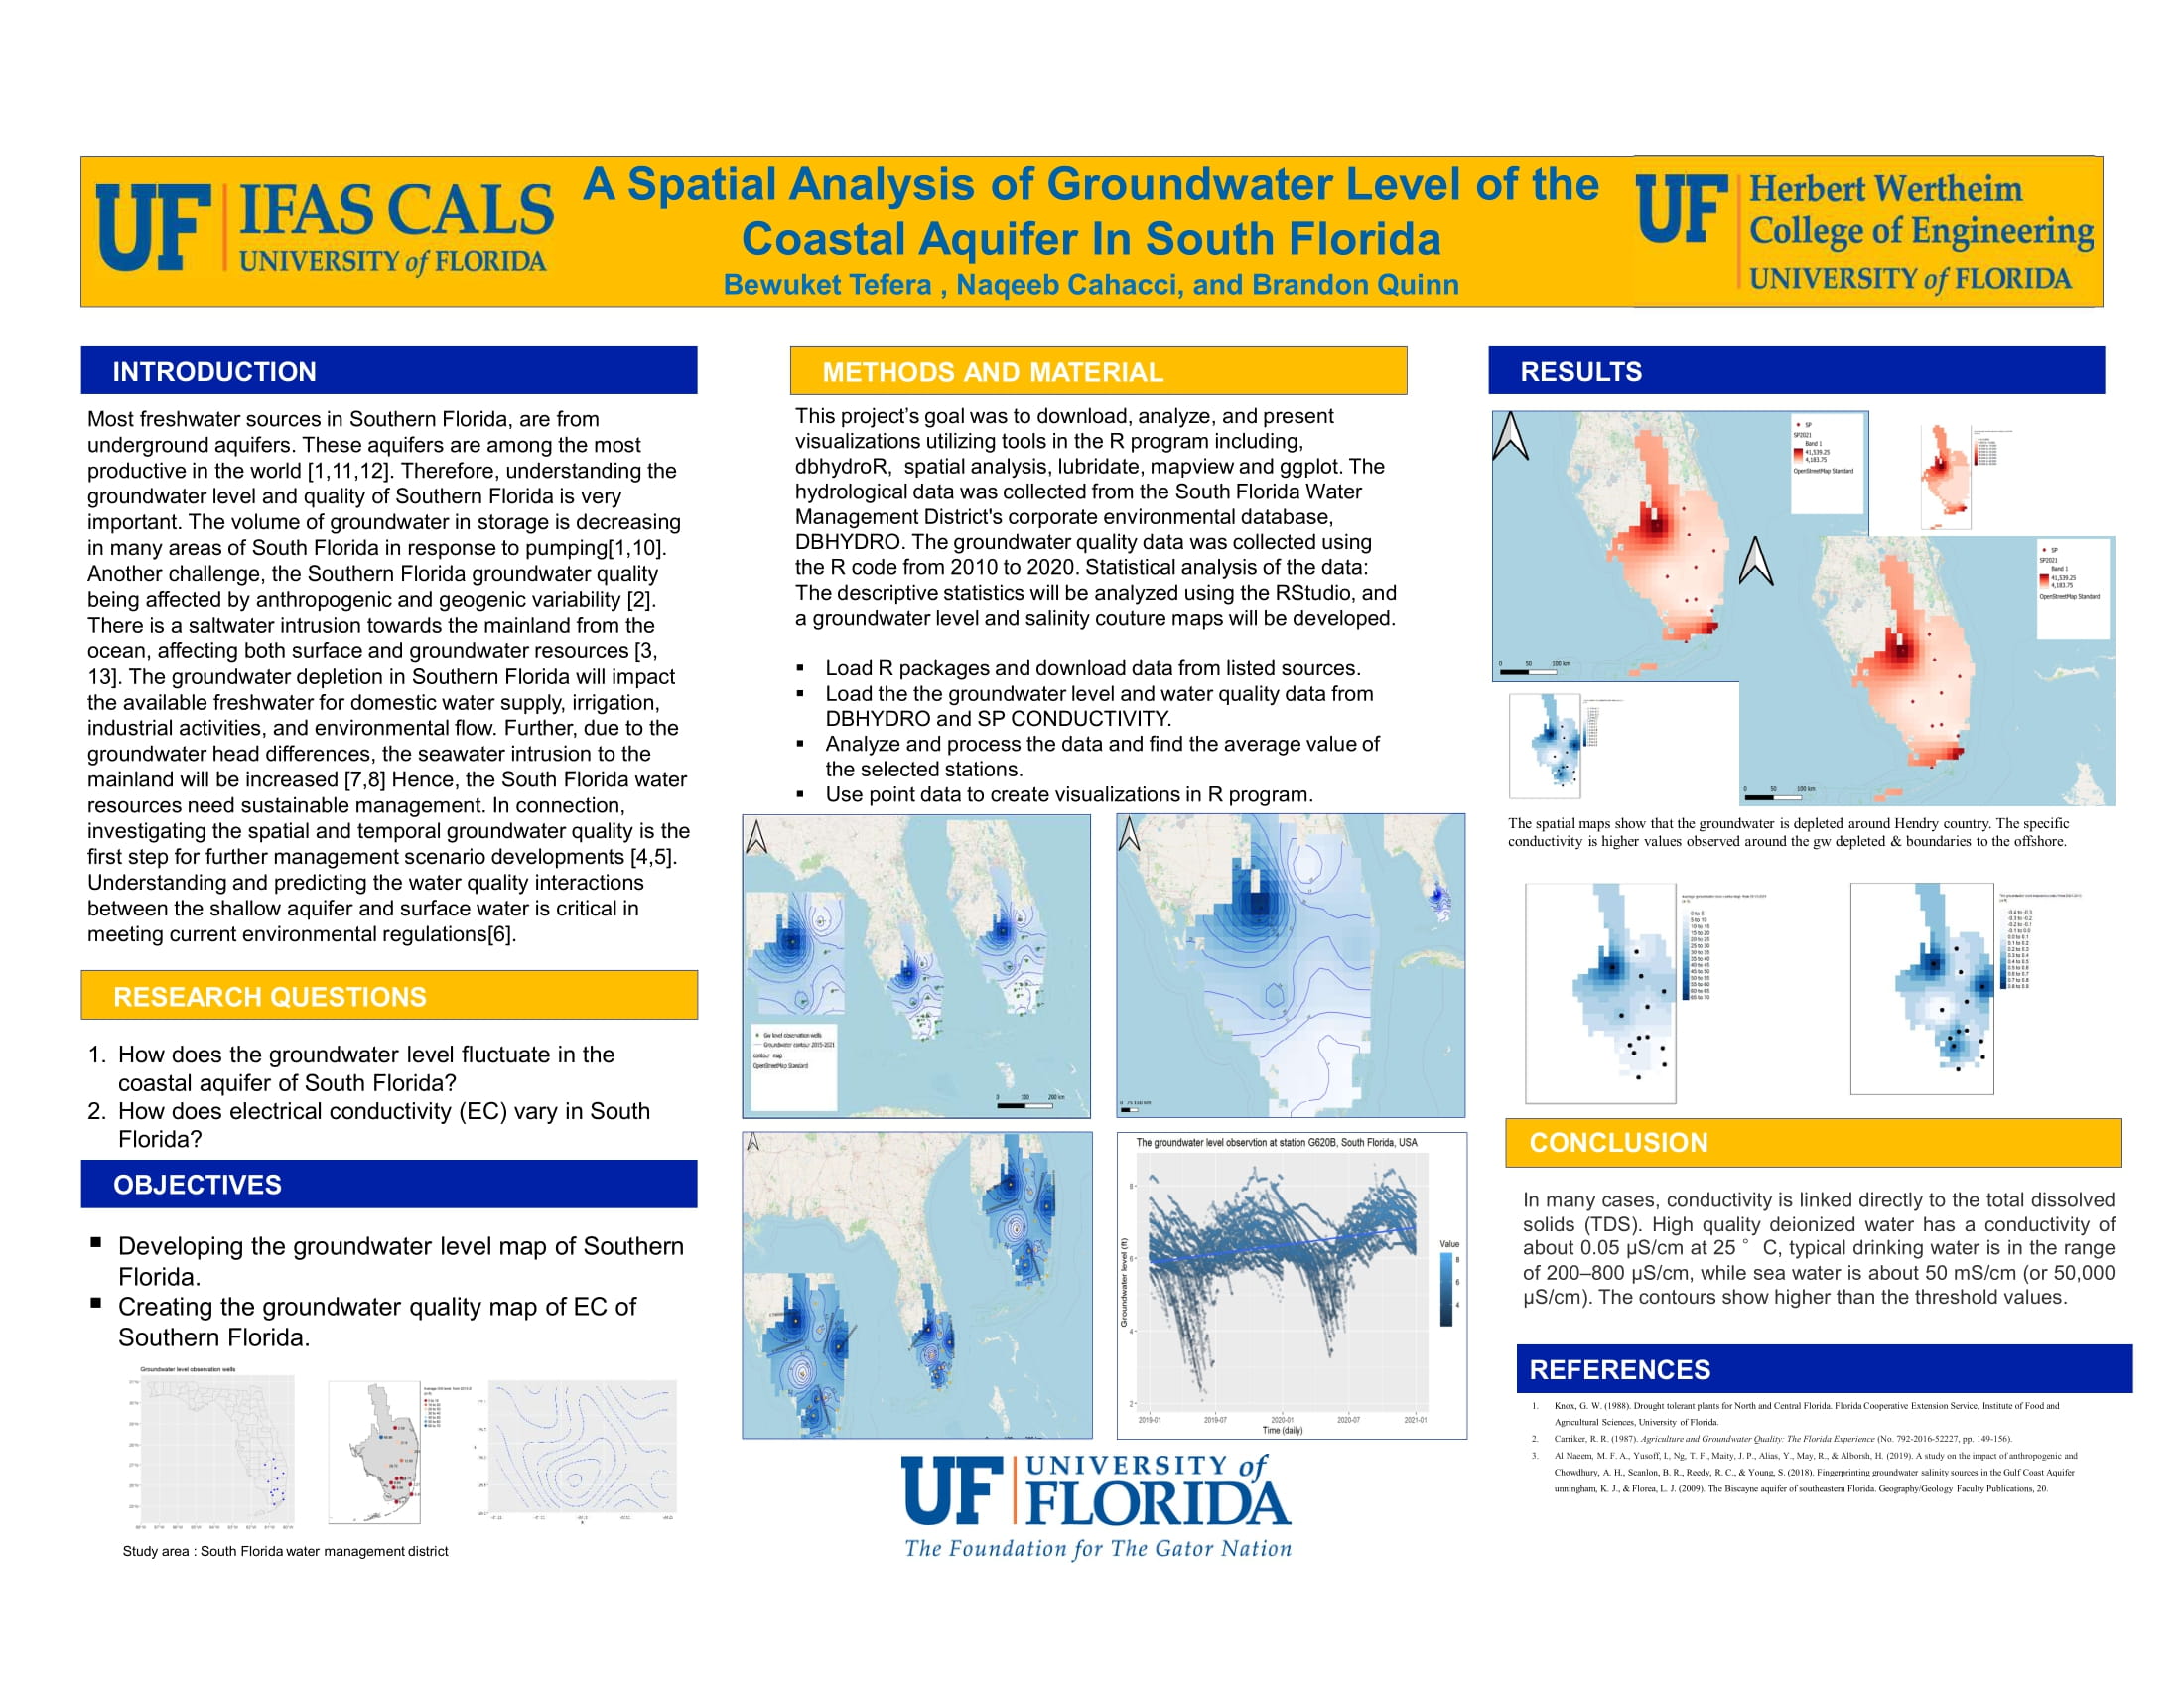 UF IFAS CALS
UNIVERSITY of FLORIDA
A Spatial Analysis of Groundwater Level of the
Coastal Aquifer In South Florida
Bewuket Tefera , Naqeeb Cahacci, and Brandon Quinn
UF Herbert Wertheim
College of Engineering
UNIVERSITY of FLORIDA
INTRODUCTION
Most freshwater sources in Southern Florida, are from
underground aquifers. These aquifers are among the most
productive in the world [1,11,12]. Therefore, understanding the
groundwater level and quality of Southern Florida is very
important. The volume of groundwater in storage is decreasing
in many areas of South Florida in response to pumping[1,10].
Another challenge, the Southern Florida groundwater quality
being affected by anthropogenic and geogenic variability [2].
There is a saltwater intrusion towards the mainland from the
ocean, affecting both surface and groundwater resources [3,
13]. The groundwater depletion in Southern Florida will impact
the available freshwater for domestic water supply, irrigation,
industrial activities, and environmental flow. Further, due to the
groundwater head differences, the seawater intrusion to the
mainland will be increased [7,8] Hence, the South Florida water
resources need sustainable management. In connection,
investigating the spatial and temporal groundwater quality is the
first step for further management scenario developments [4,5].
Understanding and predicting the water quality interactions
between the shallow aquifer and surface water is critical in
meeting current environmental regulations[6].
RESEARCH QUESTIONS
1. How does the groundwater level fluctuate in the
coastal aquifer of South Florida?
2. How does electrical conductivity (EC) vary in South
Florida?
OBJECTIVES
▪ Developing the groundwater level map of Southern
Florida.
▪ Creating the groundwater quality map of EC of
Southern Florida.
Groundwater level observation wells
Study area : South Florida water management district
METHODS AND MATERIAL
This project's goal was to download, analyze, and present
visualizations utilizing tools in the R program including,
dbhydroR, spatial analysis, lubridate, mapview and ggplot. The
hydrological data was collected from the South Florida Water
Management District's corporate environmental database,
DBHYDRO. The groundwater quality data was collected using
the R code from 2010 to 2020. Statistical analysis of the data:
The descriptive statistics will be analyzed using the RStudio, and
a groundwater level and salinity couture maps will be developed.
▪ Load R packages and download data from listed sources.
▪ Load the the groundwater level and water quality data from
DBHYDRO and SP CONDUCTIVITY.
▪ Analyze and process the data and find the average value of
the selected stations.
▪ Use point data to create visualizations in R program.
Gw level observation wells
Groundwater contour 2015-2021
contour map
OpenStreetMap Standard
0 100 200 km
The groundwater level observtion at station G620B, South Florida, USA
Groundwater level (ft)
8
6
4
2
2019-01 2019-07 2020-01 2020-07 2021-01
Time (daily)
Value
8
6
4
UF UNIVERSITY of
FLORIDA
The Foundation for The Gator Nation
RESULTS
SP
SP2021
Band 1
41,539.25
4,183.75
OpenStreetMap Standard
0 50 100 km
SP
SP2021
Band 1
41,539.25
4,183.75
OpenStreetMap Standard
0 50 100 km
The spatial maps show that the groundwater is depleted around Hendry country. The specific
conductivity is higher values observed around the gw depleted & boundaries to the offshore.
CONCLUSION
In many cases, conductivity is linked directly to the total dissolved
solids (TDS). High quality deionized water has a conductivity of
about 0.05 μS/cm at 25 ° C, typical drinking water is in the range
of 200–800 μS/cm, while sea water is about 50 mS/cm (or 50,000
μS/cm). The contours show higher than the threshold values.
REFERENCES
1. Knox, G. W. (1988). Drought tolerant plants for North and Central Florida. Florida Cooperative Extension Service, Institute of Food and
Agricultural Sciences, University of Florida.
2. Carriker, R. R. (1987). Agriculture and Groundwater Quality: The Florida Experience (No. 792-2016-52227, pp. 149-156).
3. Al Naeem, M. F. A., Yusoff, I., Ng, T. F., Maity, J. P., Alias, Y., May, R., & Alborsh, H. (2019). A study on the impact of anthropogenic and
Chowdhury, A. H., Scanlon, B. R., Reedy, R. C., & Young, S. (2018). Fingerprinting groundwater salinity sources in the Gulf Coast Aquifer
unningham, K. J., & Florea, L. J. (2009). The Biscayne aquifer of southeastern Florida. Geography/Geology Faculty Publications, 20.